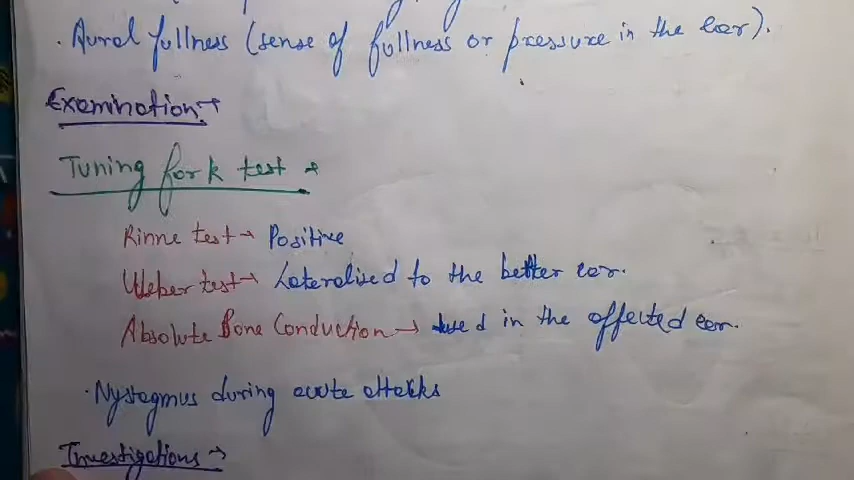 . Aural fullness (sense of fullness or pressure in the ear).
Examination:→
Tuning fork test →
Rinne test → Positive
Weber test → Lateralized to the better ear.
Absolute Bone Conduction → in the affected ear.
. Nystagmus during acute attacks
Investigations →